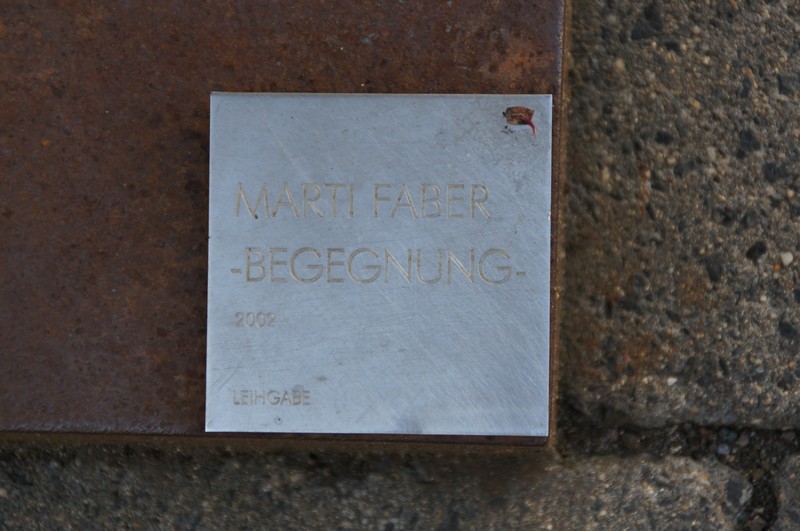 MARTI FABER
-BEGEGNUNG-
2002
LEIHGABE